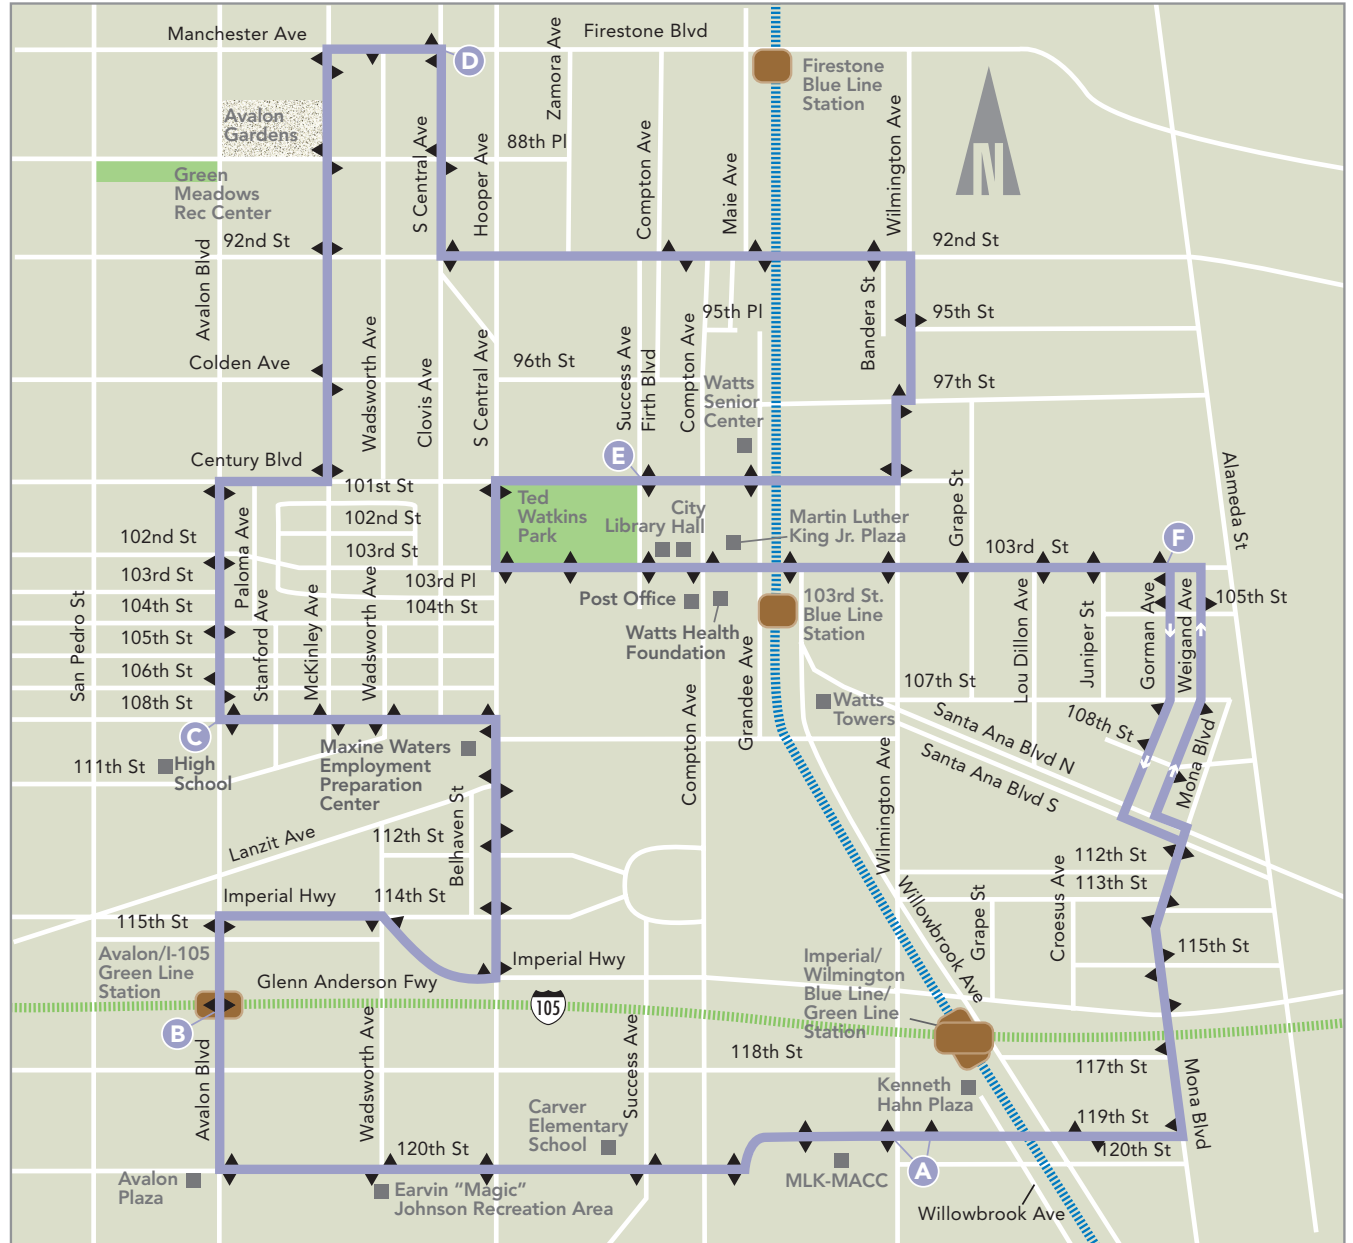 Manchester Ave
Firestone Blvd
Zamora Ave
D
Firestone
Blue Line
Station
Avalon
Gardens
S Central Ave
Hooper Ave
88th Pl
Compton Ave
Maie Ave
Wilmington Ave
N
Green
Meadows
Rec Center
Avalon Blvd
92nd St
92nd St
Bandera St
95th Pl
95th St
Colden Ave
Wadsworth Ave
Clovis Ave
S Central Ave
96th St
Success Ave
Firth Blvd
Compton Ave
Watts
Senior
Center
97th St
Century Blvd
E
101st St
Ted
Watkins
Park
City
Hall
Library
Martin Luther
King Jr. Plaza
Grape St
Alameda St
102nd St
102nd St
103rd St
103rd St
F
103rd St
103rd Pl
104th St
104th St
Paloma Ave
Stanford Ave
McKinley Ave
Wadsworth Ave
San Pedro St
105th St
106th St
108th St
Post Office
Watts Health
Foundation
103rd St.
Blue Line
Station
Lou Dillon Ave
Juniper St
Gorman Ave
Weigand Ave
105th St
107th St
Watts
Towers
Santa Ana Blvd N
Santa Ana Blvd S
108th St
Mona Blvd
C
High
School
111th St
Maxine Waters
Employment
Preparation
Center
Compton Ave
Grandee Ave
Wilmington Ave
Lanzit Ave
112th St
Belhaven St
112th St
113th St
Imperial Hwy
114th St
115th St
Willowbrook Ave
Grape St
Croesus Ave
115th St
Avalon/I-105
Green Line
Station
Imperial Hwy
Glenn Anderson Fwy
105
Imperial/
Wilmington
Blue Line/
Green Line
Station
B
Avalon Blvd
Wadsworth Ave
Success Ave
118th St
117th St
Kenneth
Hahn Plaza
Mona Blvd
Carver
Elementary
School
119th St
120th St
120th St
A
MLK-MACC
Avalon
Plaza
Earvin “Magic”
Johnson Recreation Area
Willowbrook Ave